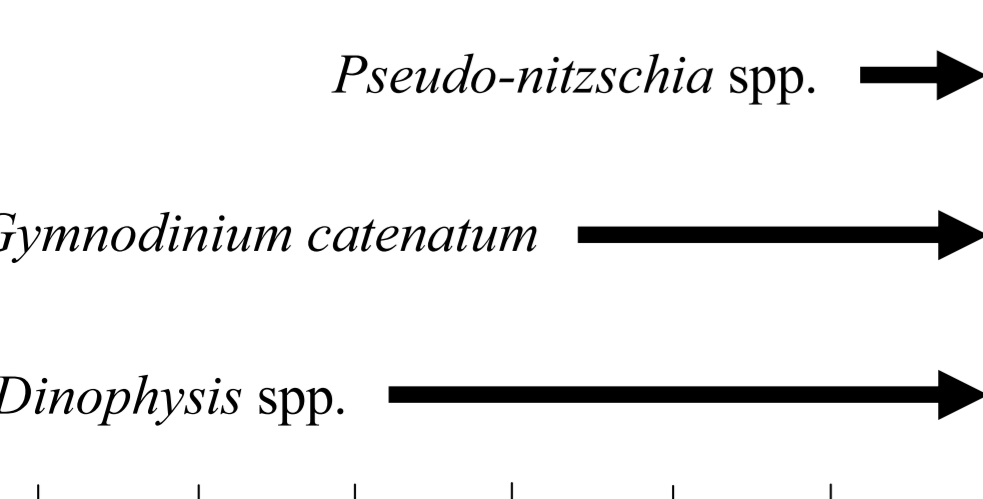 Pseudo-nitzschia spp.
Gymnodinium catenatum
Dinophysis spp.